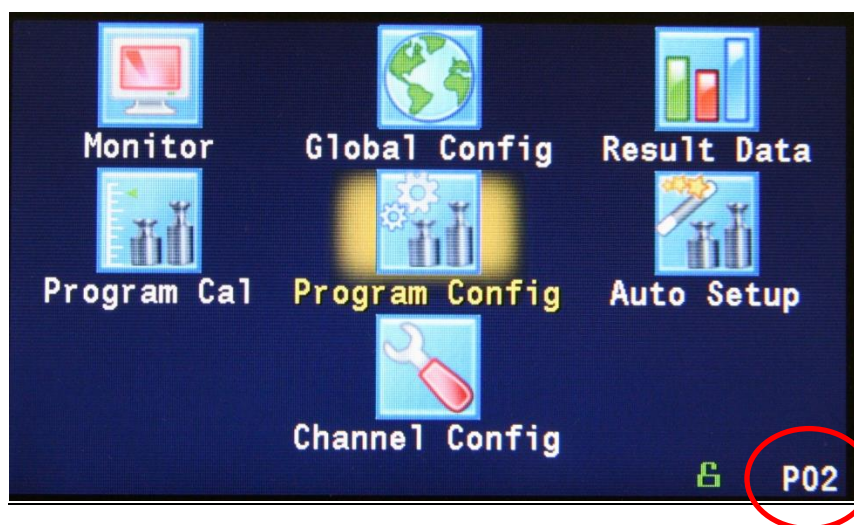 Monitor Global Config Result Data
Program Cal Program Config Auto Setup
Channel Config
P02